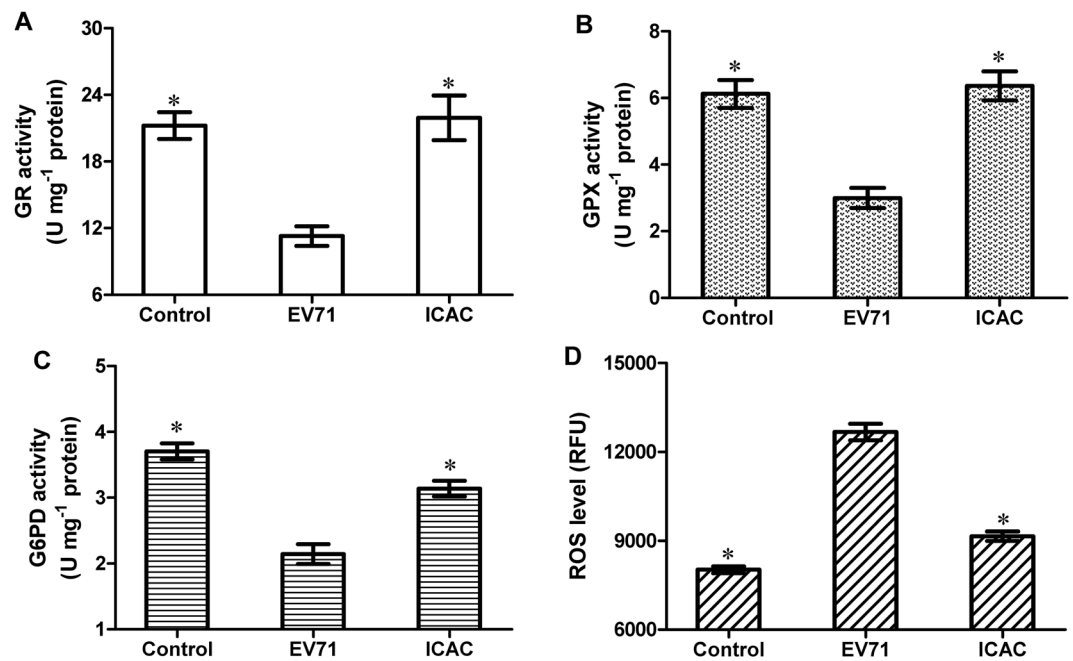 A
GR activity
(U mg⁻¹ protein)
30
24
18
12
6
*
*
Control EV71 ICAC
B
GPX activity
(U mg⁻¹ protein)
8
6
4
2
0
*
*
Control EV71 ICAC
C
G6PD activity
(U mg⁻¹ protein)
5
4
3
2
1
*
*
Control EV71 ICAC
D
ROS level (RFU)
15000
12000
9000
6000
*
*
Control EV71 ICAC